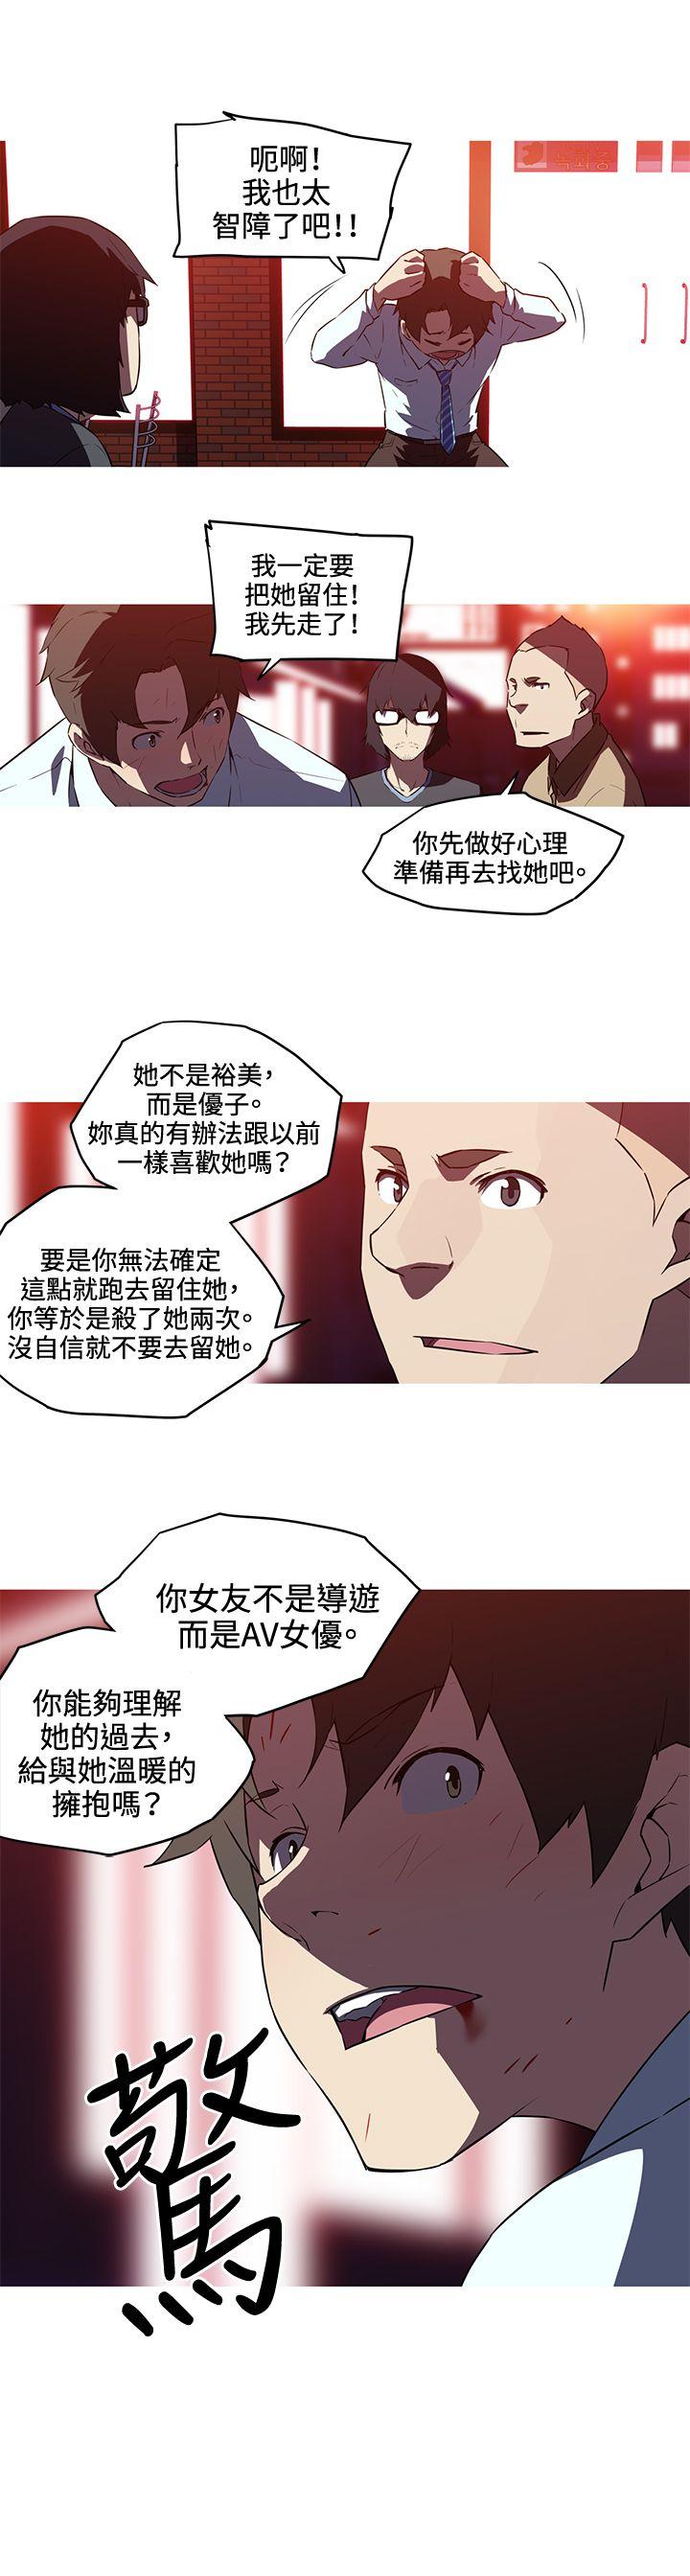 呃啊！
我也太
智障了吧！！
我一定要
把她留住！
我先走了！
你先做好心理
準備再去找她吧。
她不是裕美，
而是優子。
妳真的有辦法跟以前
一樣喜歡她嗎？
要是你無法確定
這點就跑去留住她，
你等於是殺了她兩次。
沒自信就不要去留她。
你女友不是導遊
而是AV女優。
你能夠理解
她的過去，
給與她溫暖的
擁抱嗎？
驚